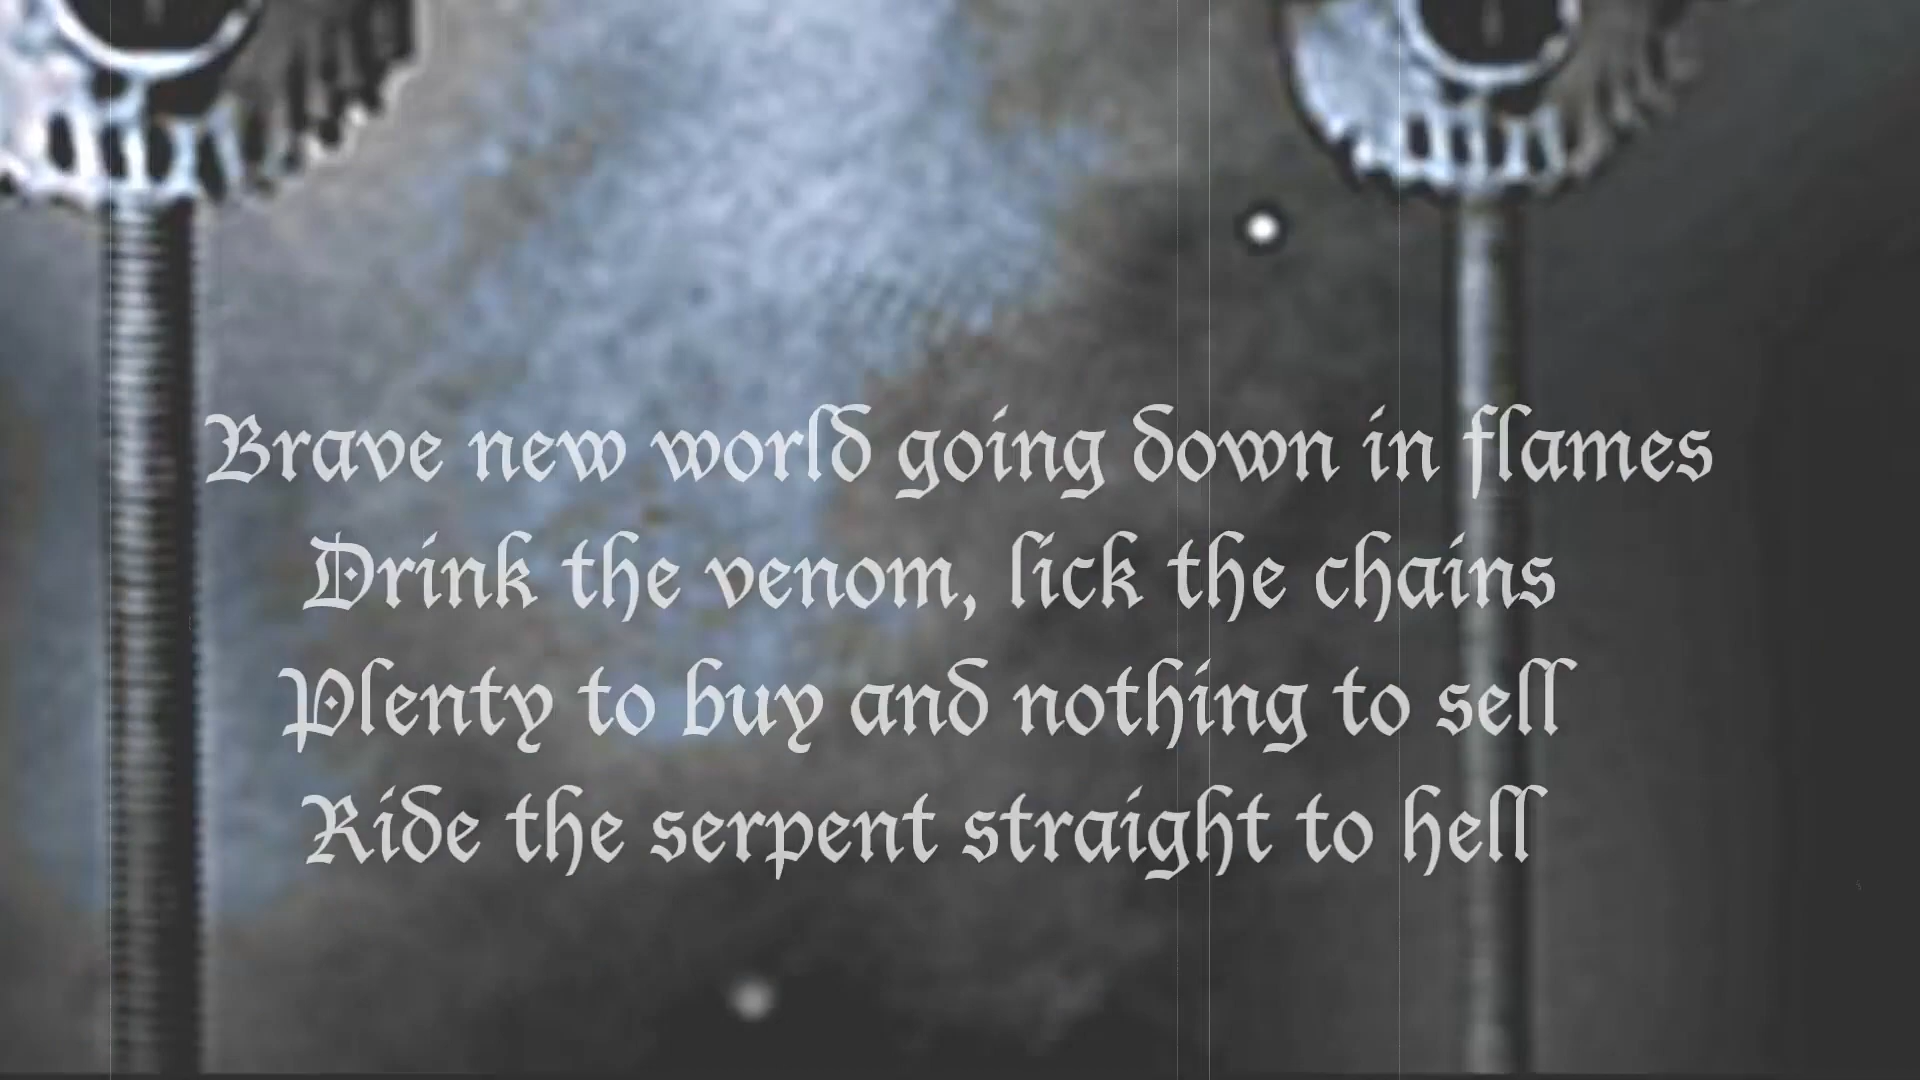 Brave new world going down in flames
Drink the venom, lick the chains
Plenty to buy and nothing to sell
Ride the serpent straight to hell